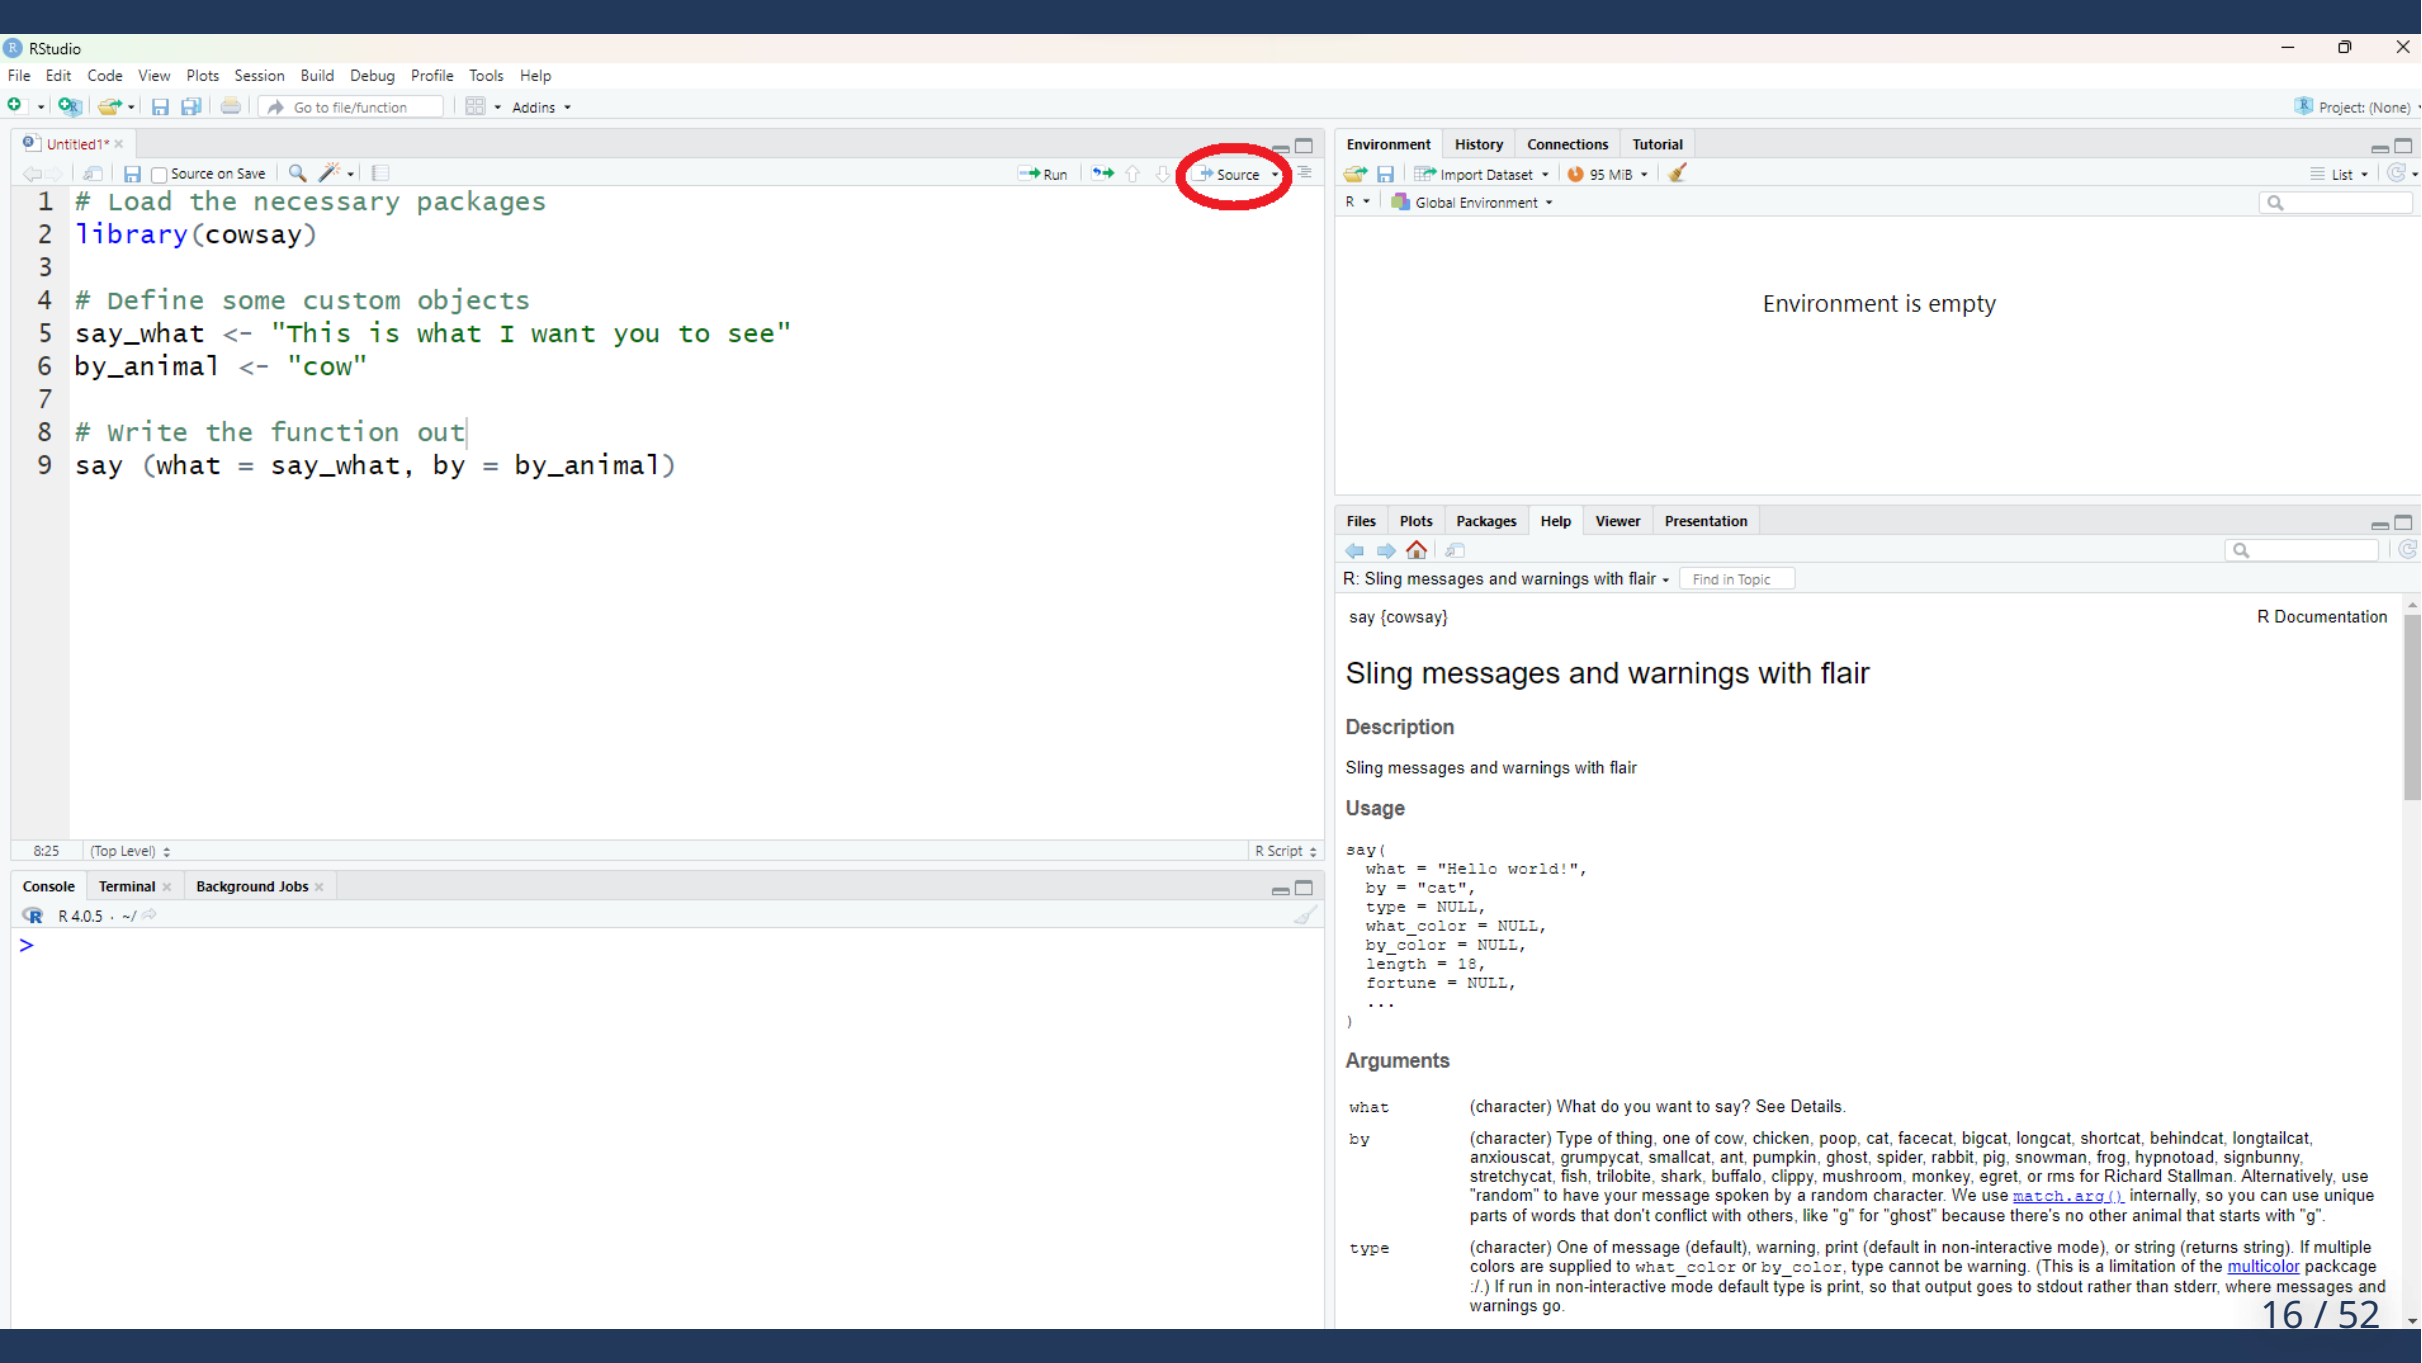 RStudio
File Edit Code View Plots Session Build Debug Profile Tools Help
Go to file/function Addins Project: (None)
Untitled1*
Source on Save Run Source
1 # Load the necessary packages
2 library(cowsay)
3
4 # Define some custom objects
5 say_what <- "This is what I want you to see"
6 by_animal <- "cow"
7
8 # Write the function out
9 say (what = say_what, by = by_animal)
8:25 (Top Level) R Script
Console Terminal Background Jobs
R 4.0.5 · ~/
>
Environment History Connections Tutorial
Import Dataset 95 MiB List
R Global Environment
Environment is empty
Files Plots Packages Help Viewer Presentation
R: Sling messages and warnings with flair Find in Topic
say {cowsay} R Documentation
Sling messages and warnings with flair
Description
Sling messages and warnings with flair
Usage
say(
what = "Hello world!",
by = "cat",
type = NULL,
what_color = NULL,
by_color = NULL,
length = 18,
fortune = NULL,
...
)
Arguments
what (character) What do you want to say? See Details.
by (character) Type of thing, one of cow, chicken, poop, cat, facecat, bigcat, longcat, shortcat, behindcat, longtailcat,
anxiouscat, grumpycat, smallcat, ant, pumpkin, ghost, spider, rabbit, pig, snowman, frog, hypnotoad, signbunny,
stretchycat, fish, trilobite, shark, buffalo, clippy, mushroom, monkey, egret, or rms for Richard Stallman. Alternatively, use
"random" to have your message spoken by a random character. We use match.arg() internally, so you can use unique
parts of words that don't conflict with others, like "g" for "ghost" because there's no other animal that starts with "g".
type (character) One of message (default), warning, print (default in non-interactive mode), or string (returns string). If multiple
colors are supplied to what_color or by_color, type cannot be warning. (This is a limitation of the multicolor packcage
:/.) If run in non-interactive mode default type is print, so that output goes to stdout rather than stderr, where messages and
warnings go.
16 / 52